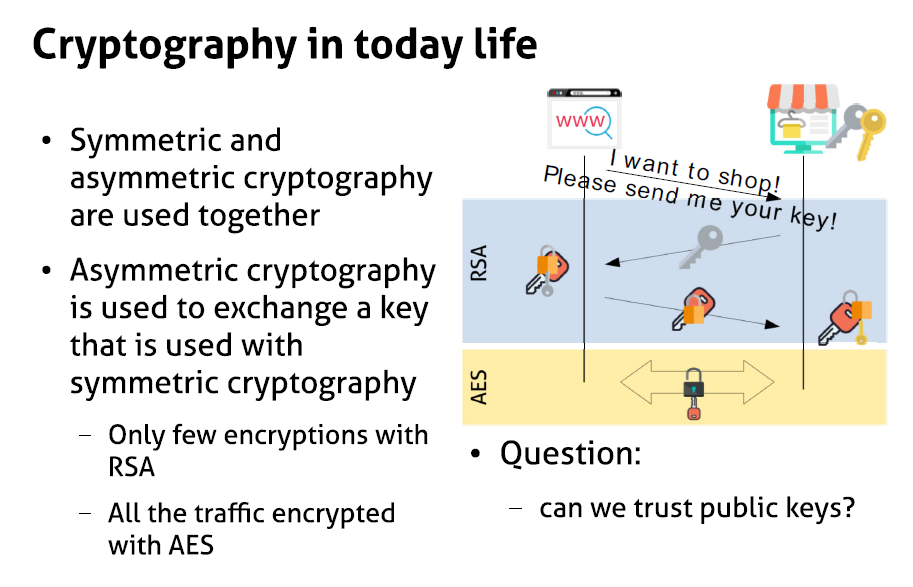 Cryptography in today life
• Symmetric and
asymmetric cryptography
are used together
• Asymmetric cryptography
is used to exchange a key
that is used with
symmetric cryptography
– Only few encryptions with
RSA
– All the traffic encrypted
with AES
www
I want to shop!
Please send me your key!
RSA
AES
• Question:
– can we trust public keys?